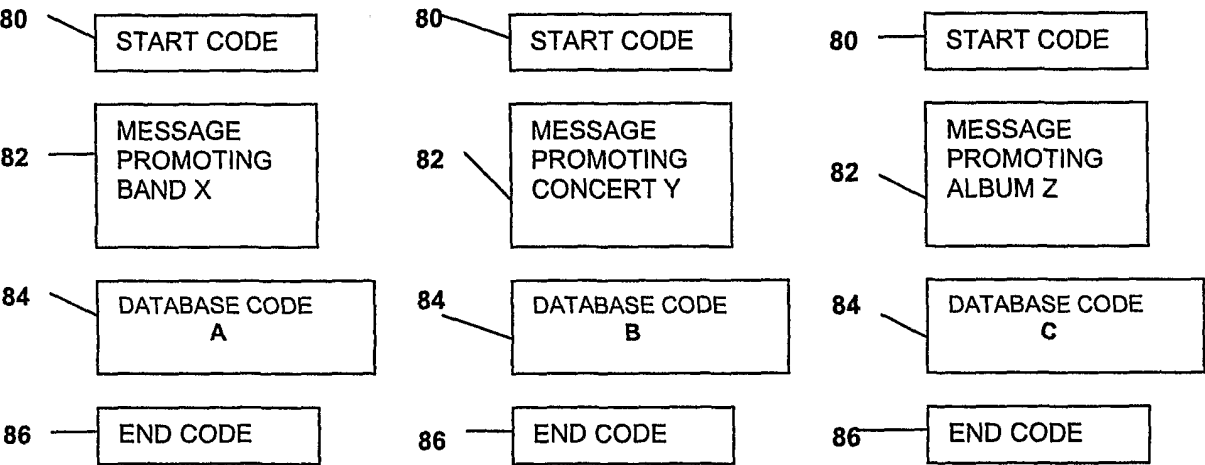 80
START CODE
82
MESSAGE
PROMOTING
BAND X
84
DATABASE CODE
A
86
END CODE
80
START CODE
82
MESSAGE
PROMOTING
CONCERT Y
84
DATABASE CODE
B
86
END CODE
80
START CODE
82
MESSAGE
PROMOTING
ALBUM Z
84
DATABASE CODE
C
86
END CODE